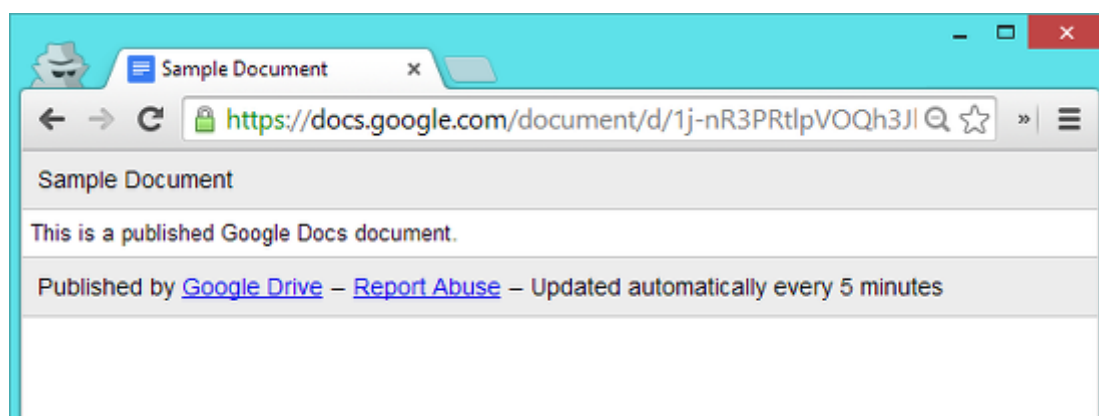 Sample Document
https://docs.google.com/document/d/1j-nR3PRtlpVOQh3Jl
Sample Document
This is a published Google Docs document.
Published by Google Drive – Report Abuse – Updated automatically every 5 minutes